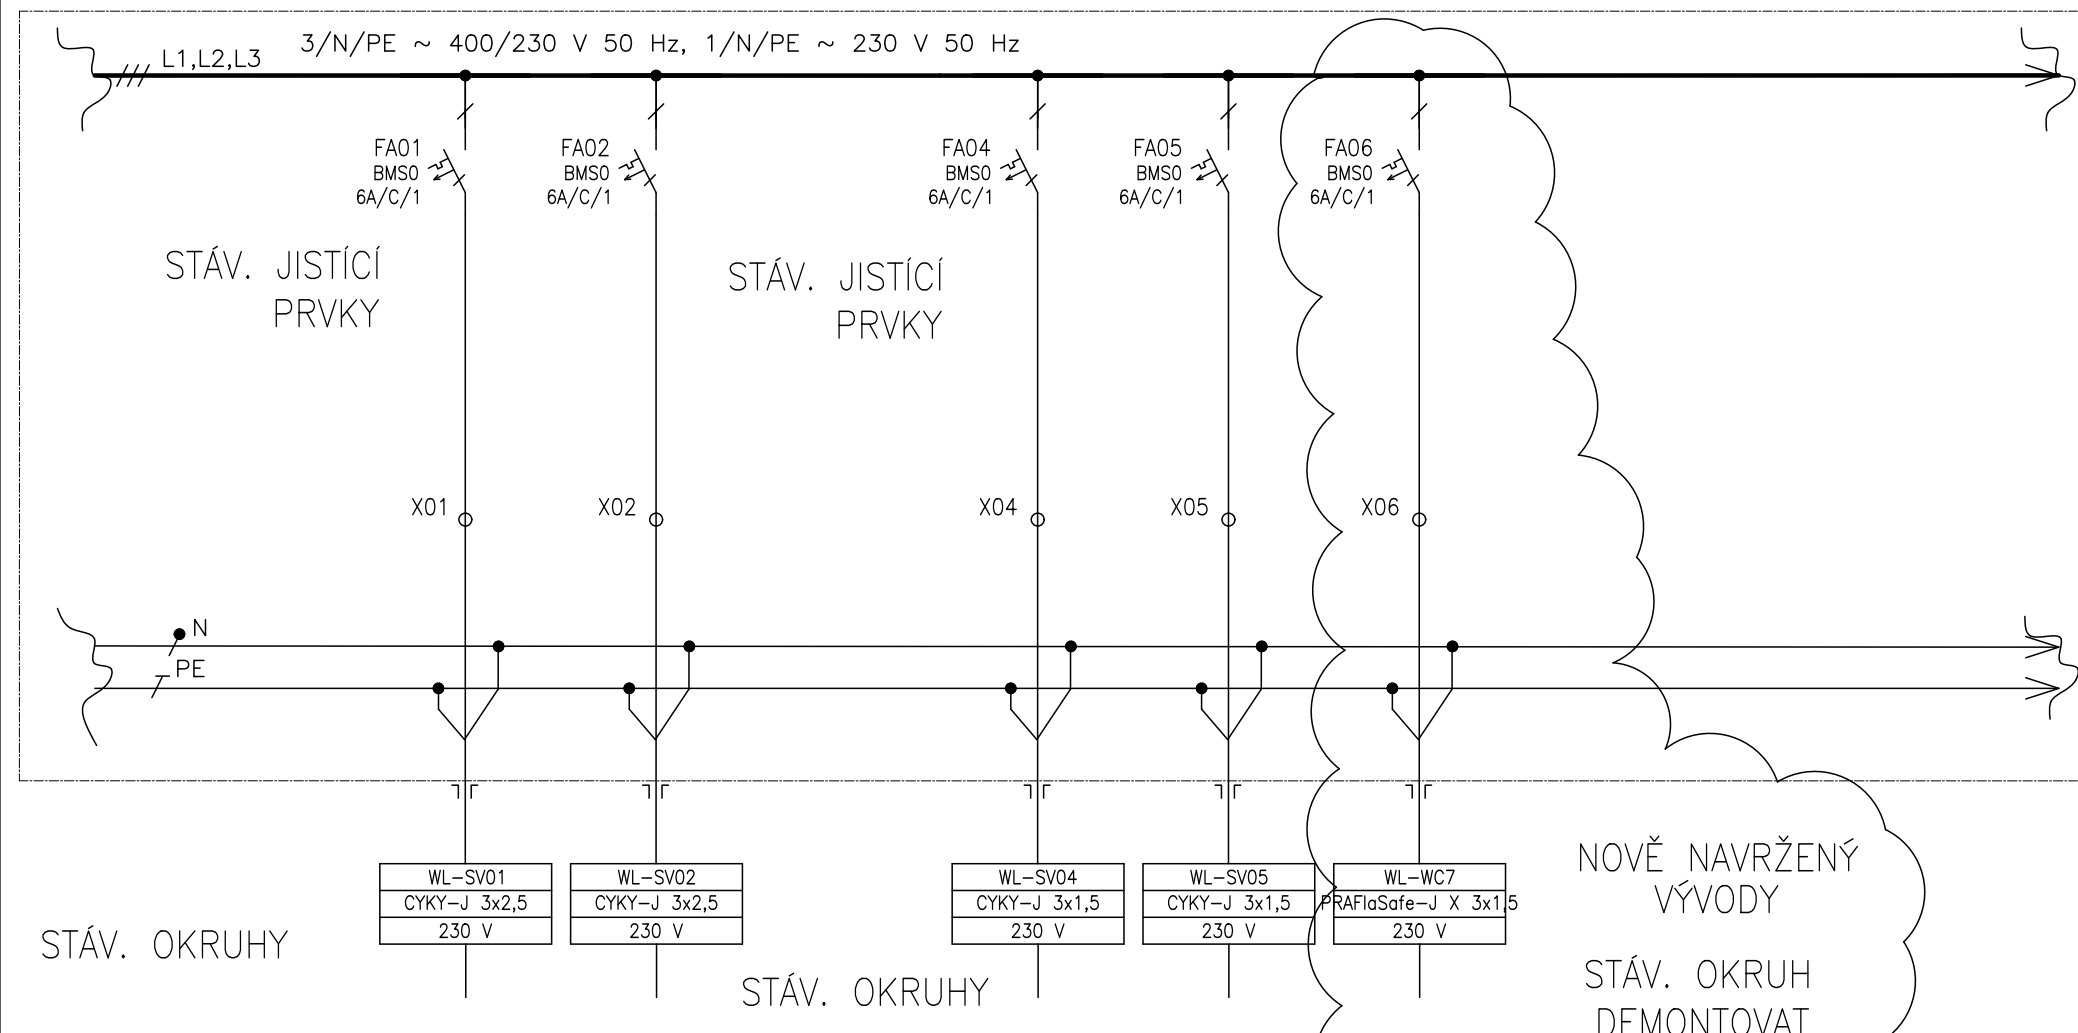 3/N/PE ~ 400/230 V 50 Hz, 1/N/PE ~ 230 V 50 Hz
L1,L2,L3
FA01
BMS0
6A/C/1
FA02
BMS0
6A/C/1
FA04
BMS0
6A/C/1
FA05
BMS0
6A/C/1
FA06
BMS0
6A/C/1
STÁV. JISTÍCÍ
PRVKY
STÁV. JISTÍCÍ
PRVKY
X01
X02
X04
X05
X06
N
PE
WL-SV01
CYKY-J 3x2,5
230 V
WL-SV02
CYKY-J 3x2,5
230 V
WL-SV04
CYKY-J 3x1,5
230 V
WL-SV05
CYKY-J 3x1,5
230 V
WL-WC7
PRAFlaSafe-J X 3x1,5
230 V
NOVĚ NAVRŽENÝ
VÝVODY
STÁV. OKRUHY
STÁV. OKRUHY
STÁV. OKRUH
DEMONTOVAT